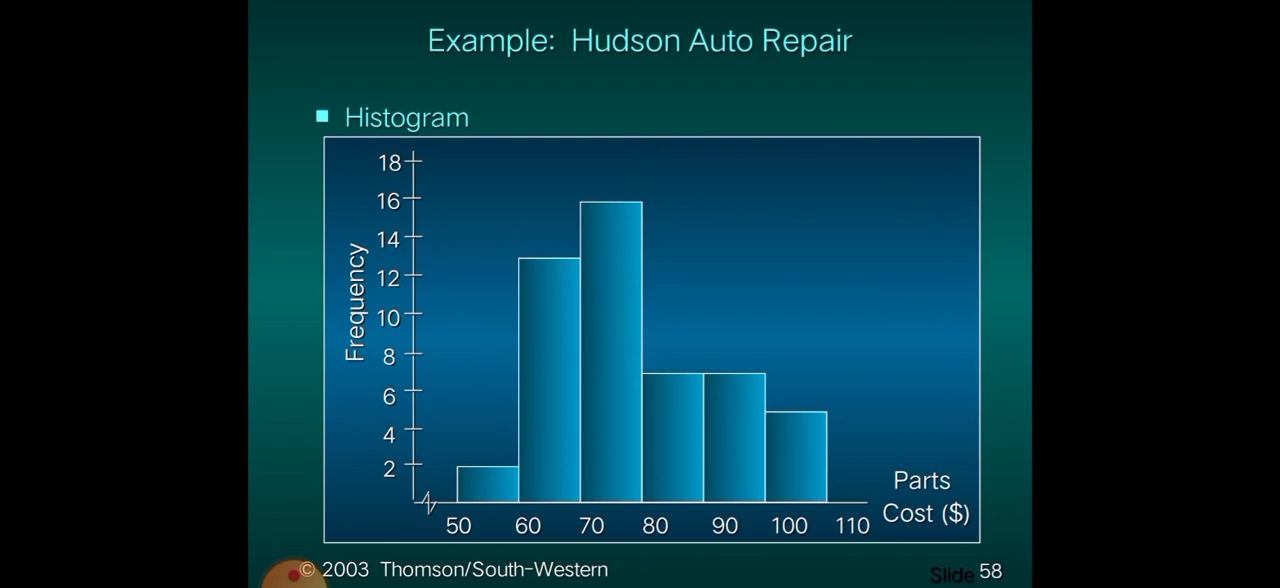 Example: Hudson Auto Repair
Histogram
18
16
14
12
10
8
6
4
2
Frequency
50 60 70 80 90 100 110
Parts
Cost ($)
© 2003 Thomson/South-Western
Slide 58